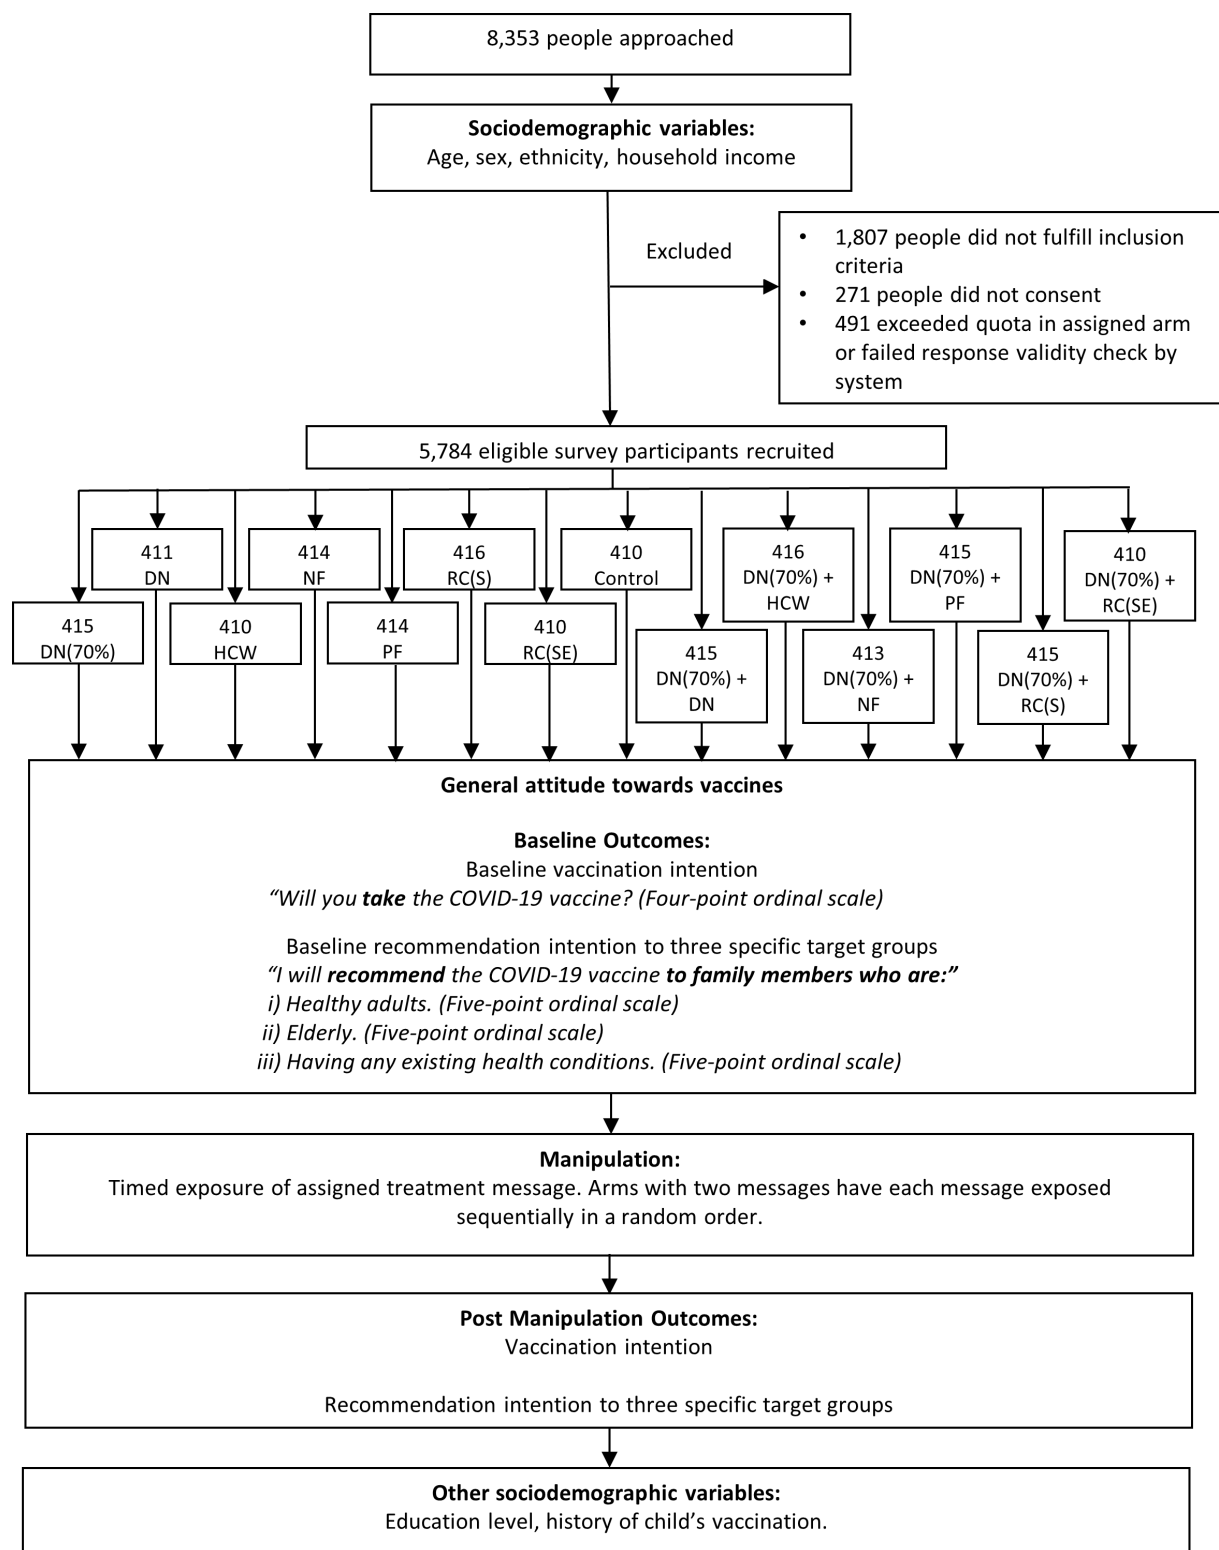 8,353 people approached
Sociodemographic variables:
Age, sex, ethnicity, household income
Excluded
• 1,807 people did not fulfill inclusion
criteria
• 271 people did not consent
• 491 exceeded quota in assigned arm
or failed response validity check by
system
5,784 eligible survey participants recruited
415
DN(70%)
411
DN
410
HCW
414
NF
414
PF
416
RC(S)
410
RC(SE)
410
Control
415
DN(70%) +
DN
416
DN(70%) +
HCW
413
DN(70%) +
NF
415
DN(70%) +
PF
415
DN(70%) +
RC(S)
410
DN(70%) +
RC(SE)
General attitude towards vaccines
Baseline Outcomes:
Baseline vaccination intention
“Will you take the COVID-19 vaccine? (Four-point ordinal scale)
Baseline recommendation intention to three specific target groups
“I will recommend the COVID-19 vaccine to family members who are:”
i) Healthy adults. (Five-point ordinal scale)
ii) Elderly. (Five-point ordinal scale)
iii) Having any existing health conditions. (Five-point ordinal scale)
Manipulation:
Timed exposure of assigned treatment message. Arms with two messages have each message exposed
sequentially in a random order.
Post Manipulation Outcomes:
Vaccination intention
Recommendation intention to three specific target groups
Other sociodemographic variables:
Education level, history of child’s vaccination.